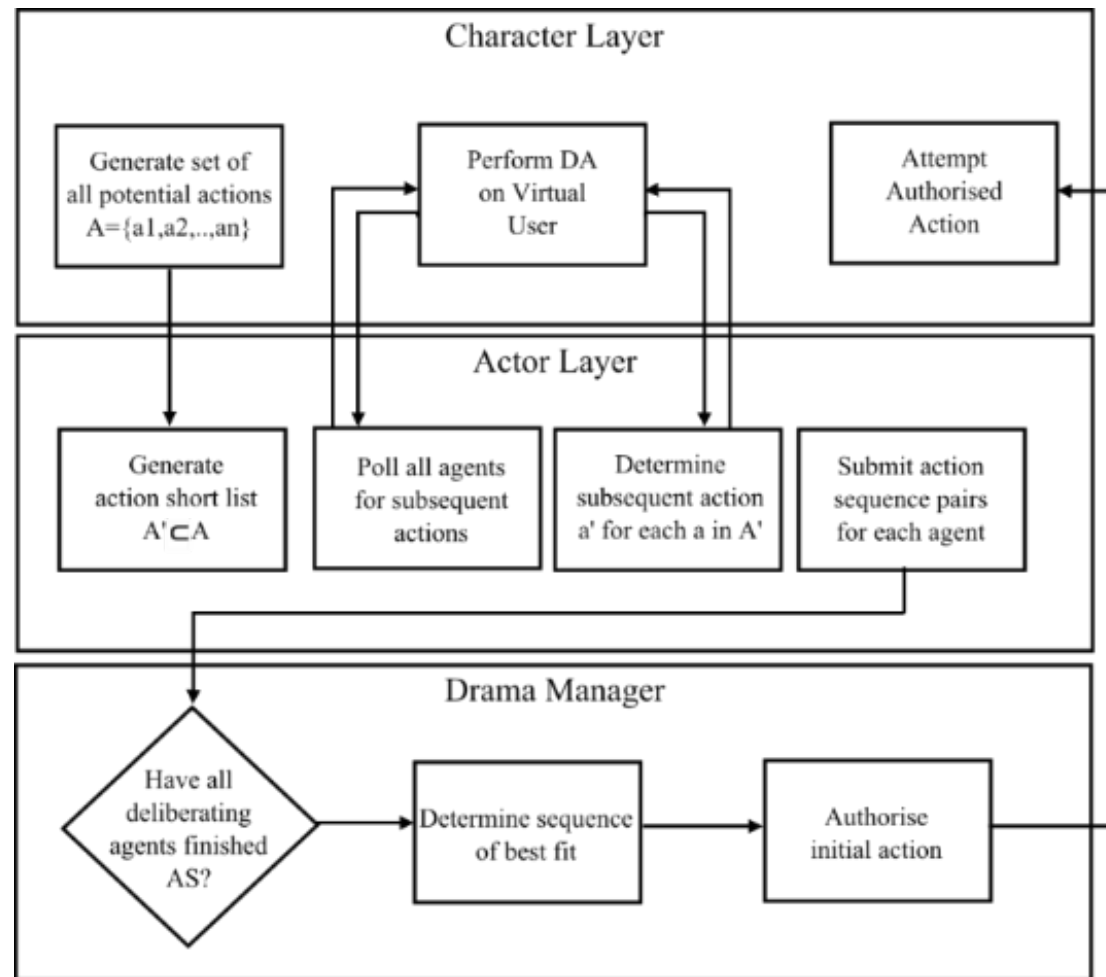 Character Layer
Generate set of
all potential actions
A={a1,a2,..,an}
Perform DA
on Virtual
User
Attempt
Authorised
Action
Actor Layer
Generate
action short list
A'⊂A
Poll all agents
for subsequent
actions
Determine
subsequent action
a' for each a in A'
Submit action
sequence pairs
for each agent
Drama Manager
Have all
deliberating
agents finished
AS?
Determine sequence
of best fit
Authorise
initial action